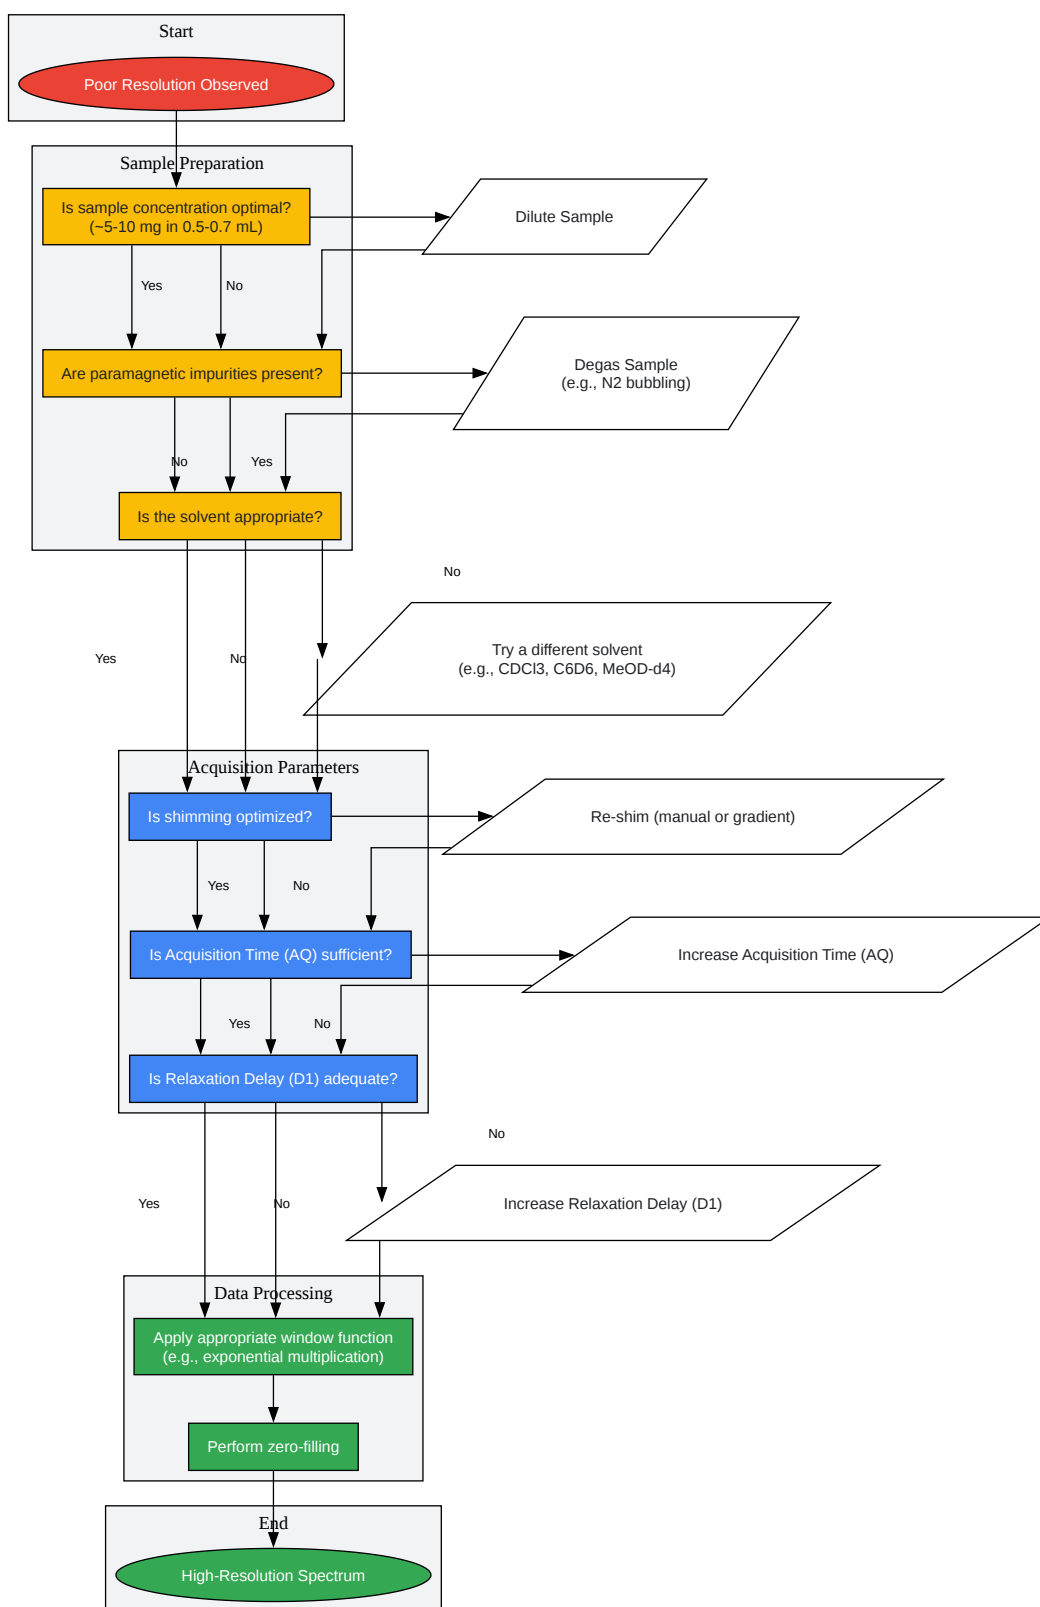 Start
Poor Resolution Observed
Sample Preparation
Is sample concentration optimal?
(~5-10 mg in 0.5-0.7 mL)
Dilute Sample
Yes
No
Are paramagnetic impurities present?
Degas Sample
(e.g., N2 bubbling)
No
Yes
Is the solvent appropriate?
No
Try a different solvent
(e.g., CDCl3, C6D6, MeOD-d4)
Yes
No
Acquisition Parameters
Is shimming optimized?
Re-shim (manual or gradient)
Yes
No
Is Acquisition Time (AQ) sufficient?
Increase Acquisition Time (AQ)
Yes
No
Is Relaxation Delay (D1) adequate?
No
Increase Relaxation Delay (D1)
Yes
No
Data Processing
Apply appropriate window function
(e.g., exponential multiplication)
Perform zero-filling
End
High-Resolution Spectrum